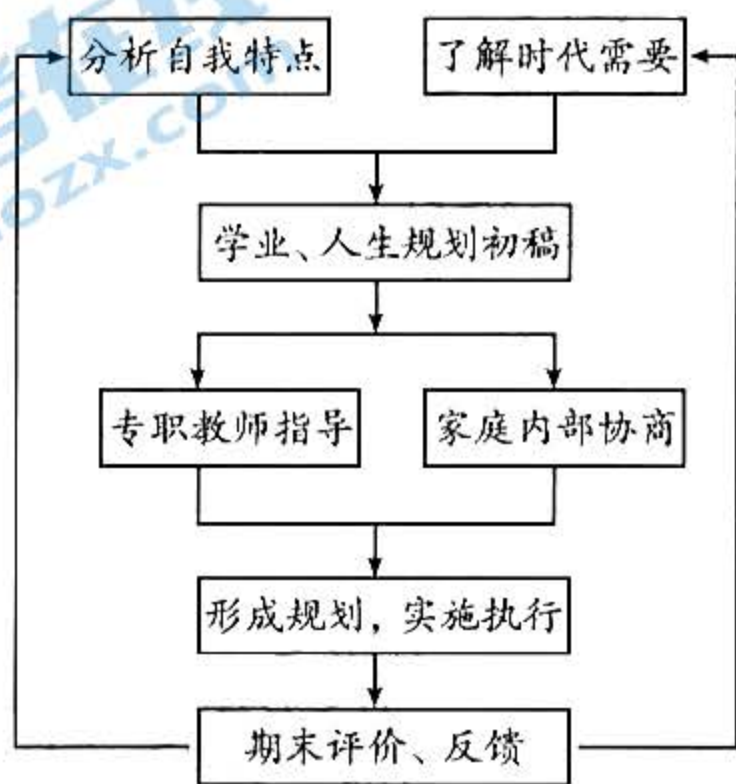 分析自我特点
了解时代需要
学业、人生规划初稿
专职教师指导
家庭内部协商
形成规划，实施执行
期末评价、反馈